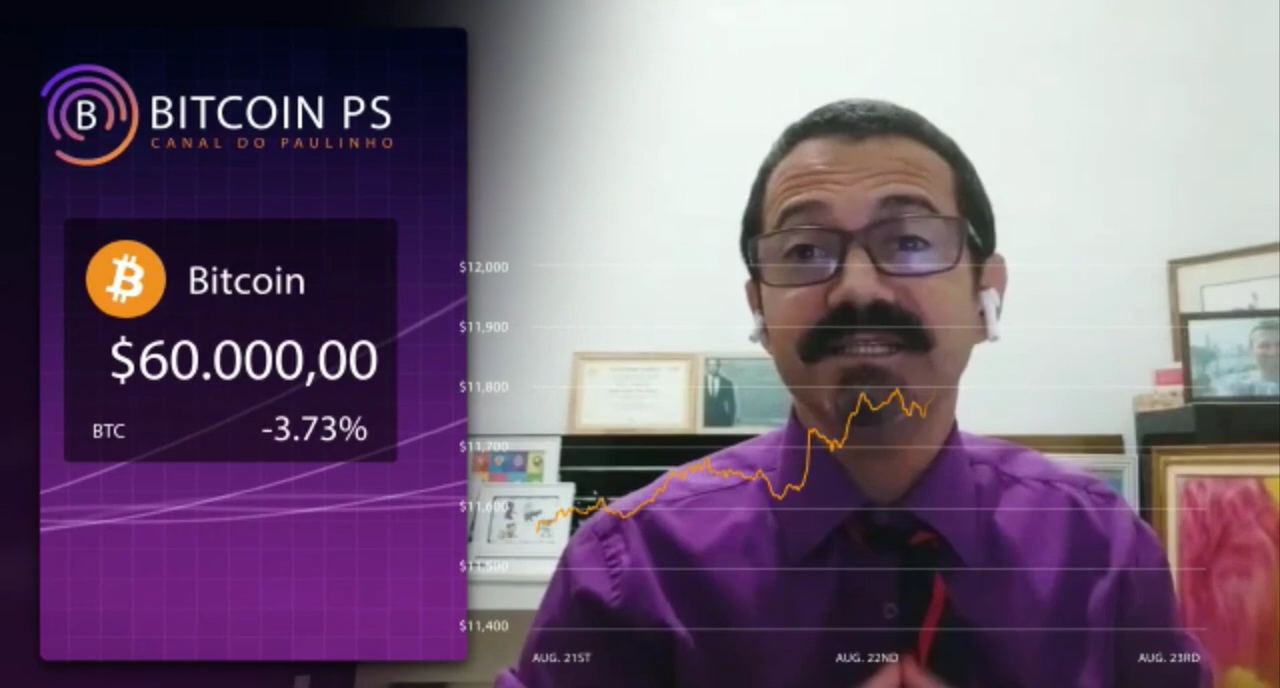 B
BITCOIN PS
CANAL DO PAULINHO
Bitcoin
$60.000,00
BTC
-3.73%
$12,000
$11,900
$11,800
$11,700
$11,600
$11,500
$11,400
AUG. 21ST
AUG. 22ND
AUG. 23RD